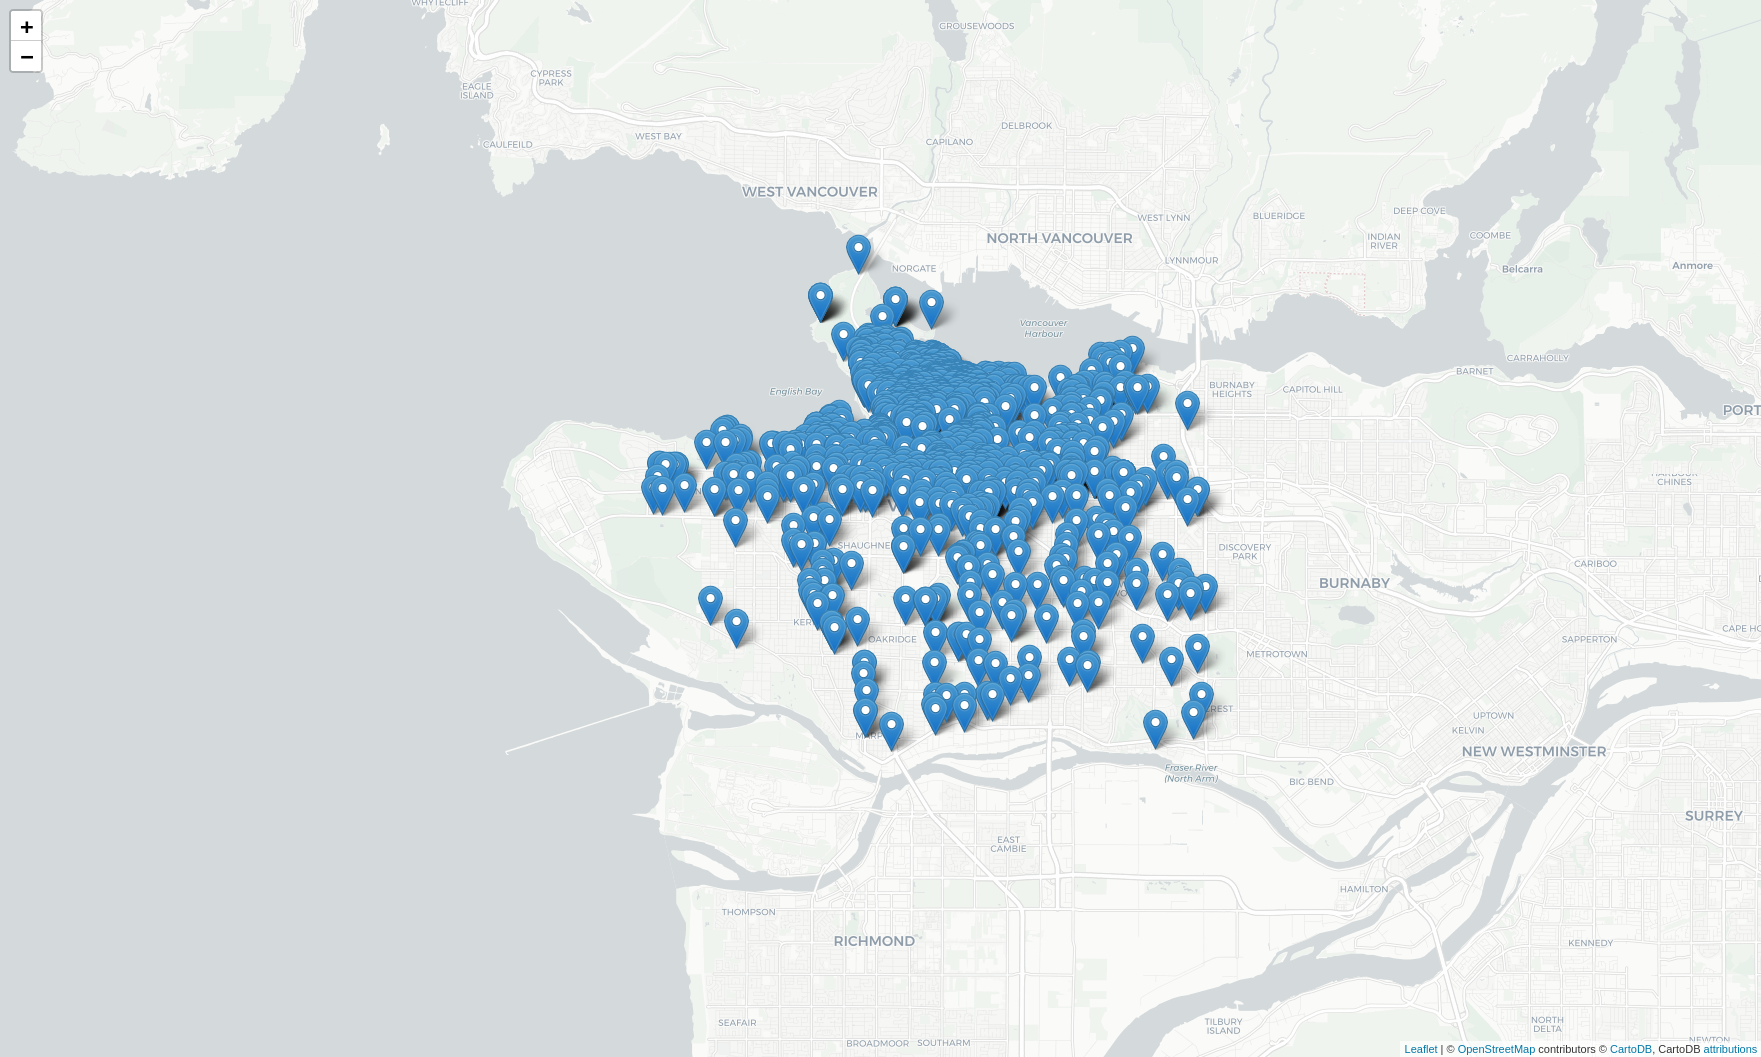 WHYTECLIFF
+
−
GROUSEWOODS
CYPRESS
PARK
EAGLE
ISLAND
DELBROOK
WEST BAY
CAPILANO
CAULFEILD
WEST VANCOUVER
DEEP COVE
BLUERIDGE
WEST LYNN
NORTH VANCOUVER
INDIAN
RIVER
COOMBE
LYNNMOUR
NORGATE
Belcarra
Anmore
Vancouver
Harbour
CARRAHOLLY
BARNET
English Bay
BURNABY
HEIGHTS
CAPITOL HILL
PORT
HARBOUR
CHINES
SHAUGHNE
DISCOVERY
PARK
CARIBOO
BURNABY
KER
OAKRIDGE
CAPE HO
SAPPERTON
METROTOWN
CREST
UPTOWN
KELVIN
MARP
NEW WESTMINSTER
Fraser River
(North Arm)
BIG BEND
SURREY
EAST
CAMBIE
HAMILTON
THOMPSON
RICHMOND
KENNEDY
SEAFAIR
TILBURY
ISLAND
NORTH
DELTA
BROADMOOR
SOUTHARM
NEWTON
Leaflet | © OpenStreetMap contributors © CartoDB, CartoDB attributions